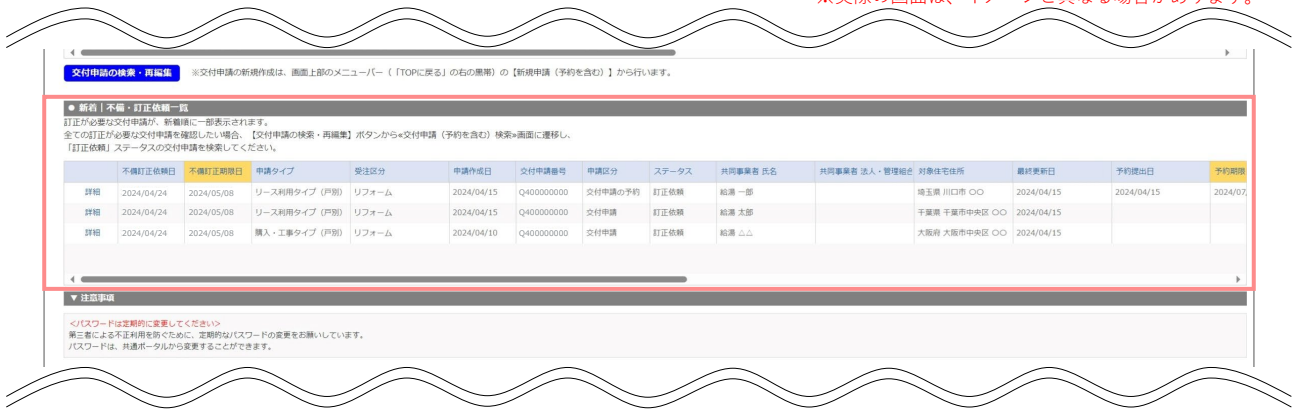 ※実際の画面は、イメージと異なる場合があります。
交付申請の検索・再編集 ※交付申請の新規作成は、画面上部のメニューバー（「TOPに戻る」の右の黒帯）の【新規申請（予約を含む）】から行います。
● 新着｜不備・訂正依頼一覧
訂正が必要な交付申請が、新着順に一部表示されます。
全ての訂正が必要な交付申請を確認したい場合、【交付申請の検索・再編集】ボタンから«交付申請（予約を含む）検索»画面に遷移し、
「訂正依頼」ステータスの交付申請を検索してください。
不備訂正依頼日 不備訂正期限日 申請タイプ 受注区分 申請作成日 交付申請番号 申請区分 ステータス 共同事業者 氏名 共同事業者 法人・管理組合 対象住宅住所 最終更新日 予約提出日 予約期限
詳細 2024/04/24 2024/05/08 リース利用タイプ（戸別） リフォーム 2024/04/15 Q400000000 交付申請の予約 訂正依頼 給湯 一郎 埼玉県 川口市 〇〇 2024/04/15 2024/04/15 2024/07/
詳細 2024/04/24 2024/05/08 リース利用タイプ（戸別） リフォーム 2024/04/15 Q400000000 交付申請 訂正依頼 給湯 太郎 千葉県 千葉市中央区 〇〇 2024/04/15
詳細 2024/04/24 2024/05/08 購入・工事タイプ（戸別） リフォーム 2024/04/10 Q400000000 交付申請 訂正依頼 給湯 △△ 大阪府 大阪市中央区 〇〇 2024/04/15
▼ 注意事項
<パスワードは定期的に変更してください>
第三者による不正利用を防ぐために、定期的なパスワードの変更をお願いしています。
パスワードは、共通ポータルから変更することができます。